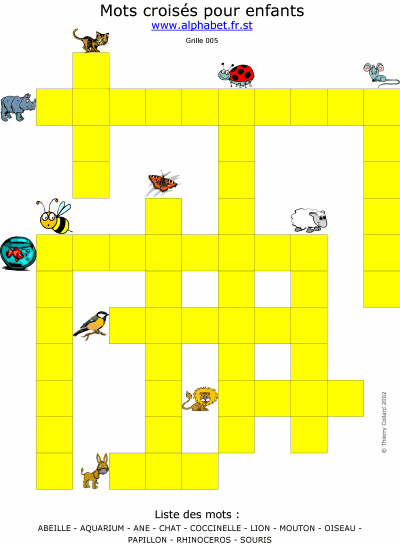 Mots croisés pour enfants
www.alphabet.fr.st
Grille 005
© Thierry Collard 2002
Liste des mots :
ABEILLE - AQUARIUM - ANE - CHAT - COCCINELLE - LION - MOUTON - OISEAU -
PAPILLON - RHINOCEROS - SOURIS